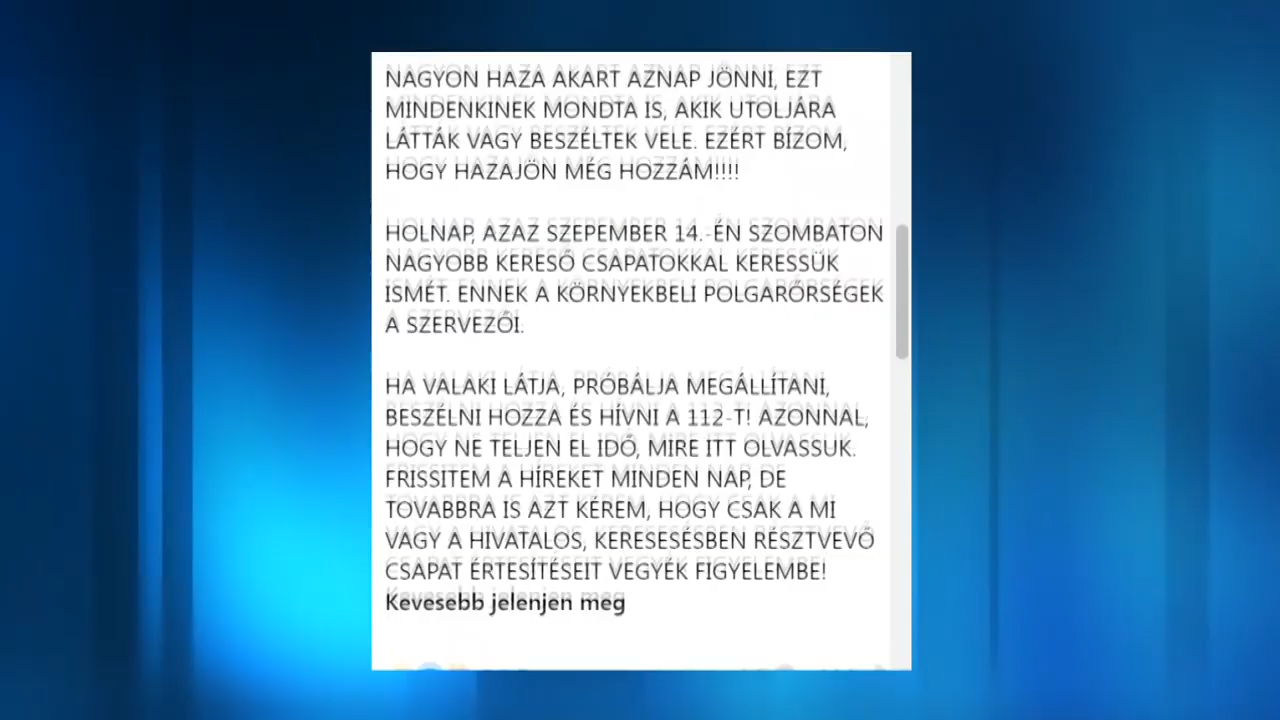 NAGYON HAZA AKART AZNAP JÖNNI, EZT
MINDENKINEK MONDTA IS, AKIK UTOLJÁRA
LÁTTÁK VAGY BESZÉLTEK VELE. EZÉRT BÍZOM,
HOGY HAZAJÖN MÉG HOZZÁM!!!!
HOLNAP, AZAZ SZEPEMBER 14.-ÉN SZOMBATON
NAGYOBB KERESŐ CSAPATOKKAL KERESSÜK
ISMÉT. ENNEK A KÖRNYEKBELI POLGARŐRSÉGEK
A SZERVEZŐI.
HA VALAKI LÁTJA, PRÓBÁLJA MEGÁLLÍTANI,
BESZÉLNI HOZZA ÉS HÍVNI A 112-T! AZONNAL,
HOGY NE TELJEN EL IDŐ, MIRE ITT OLVASSUK.
FRISSITEM A HÍREKET MINDEN NAP, DE
TOVABBRA IS AZT KÉREM, HOGY CSAK A MI
VAGY A HIVATALOS, KERESESÉSBEN RÉSZTVEVŐ
CSAPAT ÉRTESÍTÉSEIT VEGYÉK FIGYELEMBE!
Kevesebb jelenjen meg